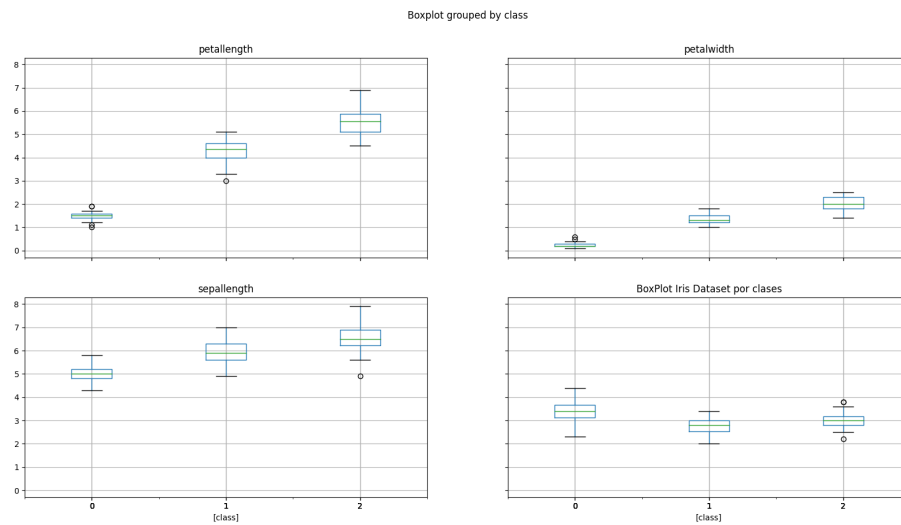 Boxplot grouped by class
petallength
petalwidth
8
7
6
5
4
3
2
1
0
sepallength
BoxPlot Iris Dataset por clases
8
7
6
5
4
3
2
1
0
0 1 2
0 1 2
[class]
[class]